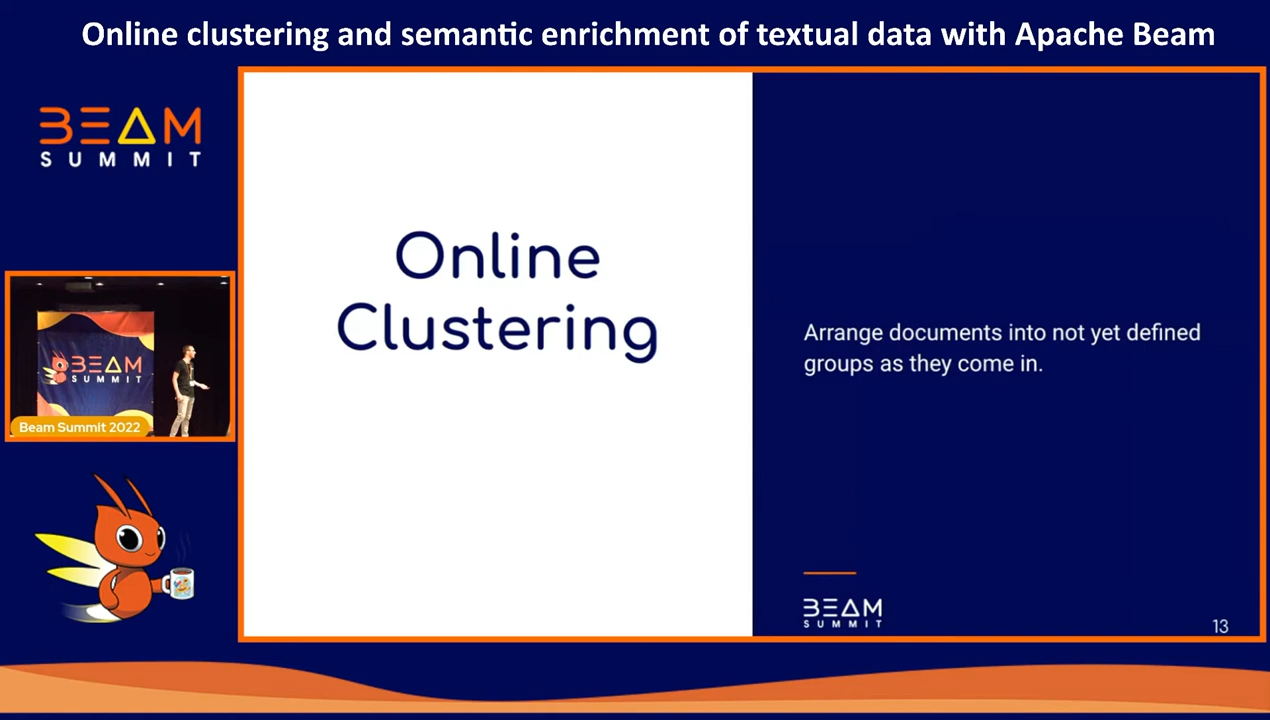 Online clustering and semantic enrichment of textual data with Apache Beam
BEAM
SUMMIT
Online
Clustering
Arrange documents into not yet defined
groups as they come in.
BEAM
SUMMIT
Beam Summit 2022
BEAM
SUMMIT
13